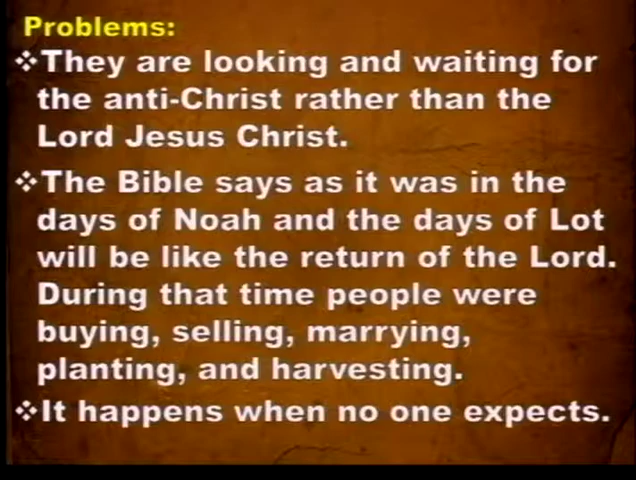 Problems:
❖They are looking and waiting for
the anti-Christ rather than the
Lord Jesus Christ.
❖The Bible says as it was in the
days of Noah and the days of Lot
will be like the return of the Lord.
During that time people were
buying, selling, marrying,
planting, and harvesting.
❖It happens when no one expects.